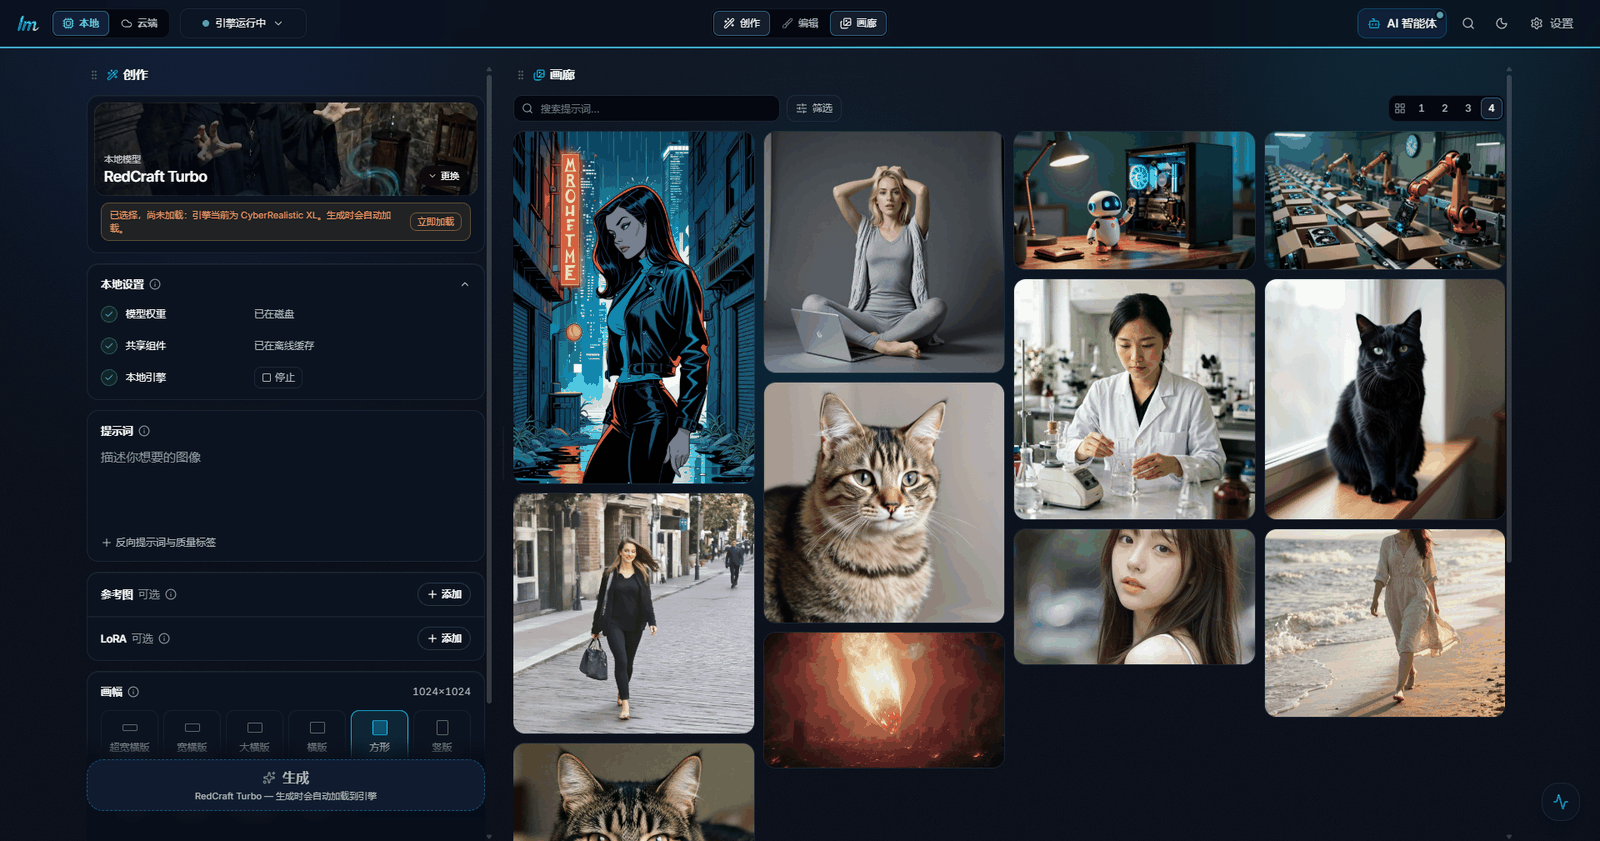 lm
本地
云端
引擎运行中
创作
编辑
画廊
AI 智能体
设置
创作
本地模型
RedCraft Turbo
更换
已选择，尚未加载：引擎当前为 CyberRealistic XL。生成时会自动加
载。
立即加载
本地设置
模型权重
已在磁盘
共享组件
已在离线缓存
本地引擎
停止
提示词
描述你想要的图像
反向提示词与质量标签
参考图 可选
添加
LoRA 可选
添加
画幅
1024×1024
超宽横版
宽横版
大横版
横版
方形
竖版
生成
RedCraft Turbo — 生成时会自动加载到引擎
画廊
搜索提示词...
筛选
1
2
3
4
MROHETME